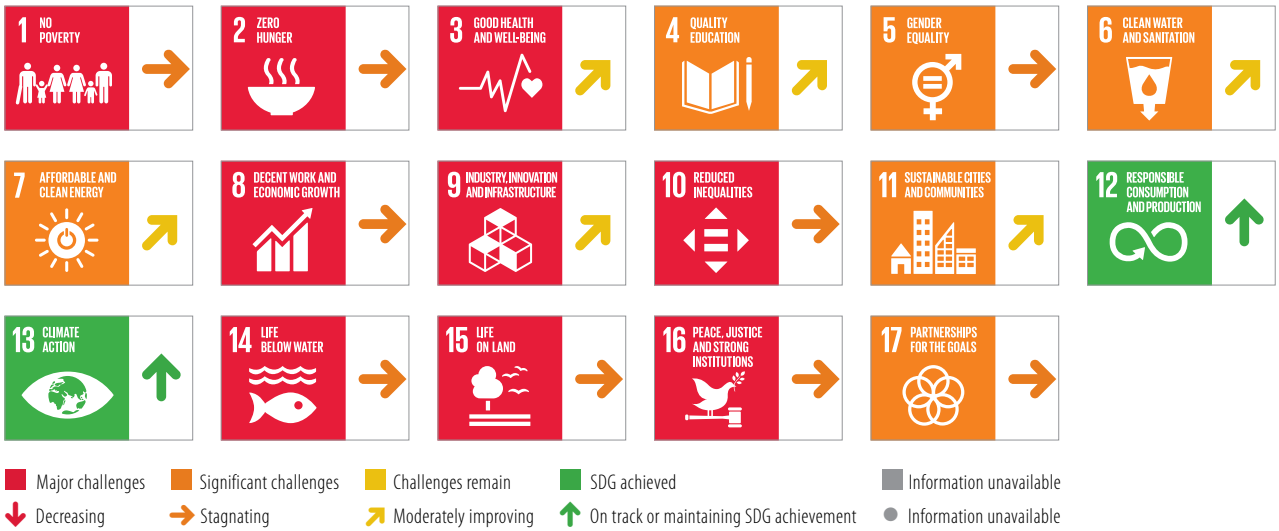 1 NO
POVERTY
2 ZERO
HUNGER
3 GOOD HEALTH
AND WELL-BEING
4 QUALITY
EDUCATION
5 GENDER
EQUALITY
6 CLEAN WATER
AND SANITATION
7 AFFORDABLE AND
CLEAN ENERGY
8 DECENT WORK AND
ECONOMIC GROWTH
9 INDUSTRY, INNOVATION
AND INFRASTRUCTURE
10 REDUCED
INEQUALITIES
11 SUSTAINABLE CITIES
AND COMMUNITIES
12 RESPONSIBLE
CONSUMPTION
AND PRODUCTION
13 CLIMATE
ACTION
14 LIFE
BELOW WATER
15 LIFE
ON LAND
16 PEACE, JUSTICE
AND STRONG
INSTITUTIONS
17 PARTNERSHIPS
FOR THE GOALS
Major challenges Significant challenges Challenges remain SDG achieved Information unavailable
Decreasing Stagnating Moderately improving On track or maintaining SDG achievement Information unavailable